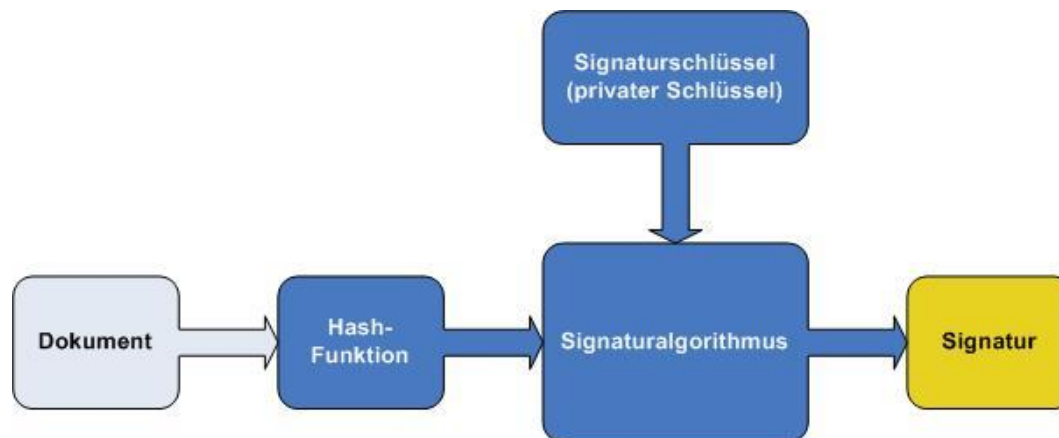 Signaturschlüssel
(privater Schlüssel)
Dokument
Hash-
Funktion
Signaturalgorithmus
Signatur